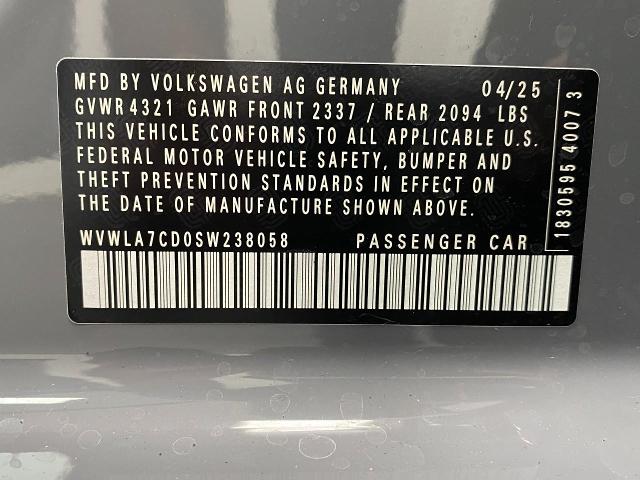 MFD BY VOLKSWAGEN AG GERMANY 04/25
GVWR 4321 GAWR FRONT 2337 / REAR 2094 LBS
THIS VEHICLE CONFORMS TO ALL APPLICABLE U.S.
FEDERAL MOTOR VEHICLE SAFETY, BUMPER AND
THEFT PREVENTION STANDARDS IN EFFECT ON
THE DATE OF MANUFACTURE SHOWN ABOVE.
WVWLA7CD0SW238058 PASSENGER CAR
1830595 4007 3